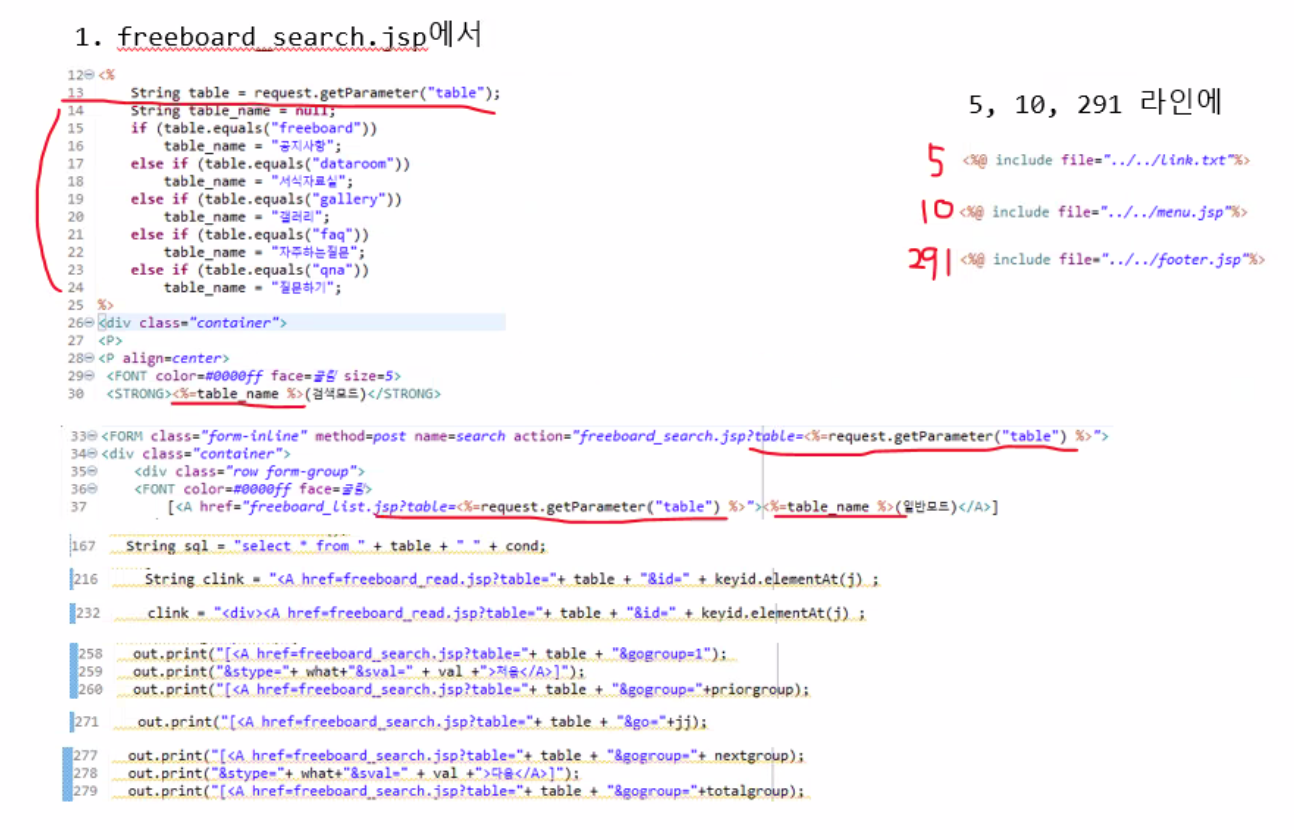 1. freeboard_search.jsp에서
12 <%
13 String table = request.getParameter("table");
14 String table_name = null;
15 if (table.equals("freeboard"))
16 table_name = "공지사항";
17 else if (table.equals("dataroom"))
18 table_name = "서식자료실";
19 else if (table.equals("gallery"))
20 table_name = "갤러리";
21 else if (table.equals("faq"))
22 table_name = "자주하는질문";
23 else if (table.equals("qna"))
24 table_name = "질문하기";
25 %>
26 <div class="container">
27 <P>
28 <P align=center>
29 <FONT color=#0000ff face=굴림 size=5>
30 <STRONG><%=table_name %>(검색모드)</STRONG>
5, 10, 291 라인에
5 <%@ include file="../../link.txt"%>
10 <%@ include file="../../menu.jsp"%>
291 <%@ include file="../../footer.jsp"%>
33 <FORM class="form-inline" method=post name=search action="freeboard_search.jsp?table=<%=request.getParameter("table") %>">
34 <div class="container">
35 <div class="row form-group">
36 <FONT color=#0000ff face=굴림>
37 [<A href="freeboard_list.jsp?table=<%=request.getParameter("table") %>"><%=table_name %>(일반모드)</A>]
167 String sql = "select * from " + table + " " + cond;
216 String clink = "<A href=freeboard_read.jsp?table="+ table + "&id=" + keyid.elementAt(j) ;
232 clink = "<div><A href=freeboard_read.jsp?table="+ table + "&id=" + keyid.elementAt(j) ;
258 out.print("[<A href=freeboard_search.jsp?table="+ table + "&gogroup=1");
259 out.print("&stype="+ what+"&sval=" + val +">처음</A>]");
260 out.print("[<A href=freeboard_search.jsp?table="+ table + "&gogroup="+priorgroup);
271 out.print("[<A href=freeboard_search.jsp?table="+ table + "&go="+jj);
277 out.print("[<A href=freeboard_search.jsp?table="+ table + "&gogroup="+ nextgroup);
278 out.print("&stype="+ what+"&sval=" + val +">다음</A>]");
279 out.print("[<A href=freeboard_search.jsp?table="+ table + "&gogroup="+totalgroup);